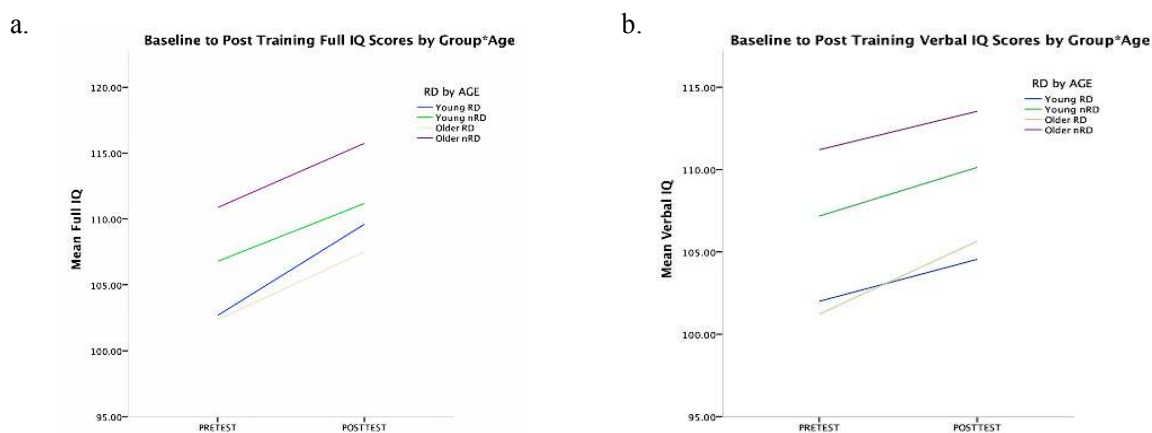 a.
Baseline to Post Training Full IQ Scores by Group*Age
120.00
115.00
110.00
105.00
100.00
95.00
Mean Full IQ
RD by AGE
Young RD
Young nRD
Older RD
Older nRD
PRETEST
POSTTEST
b.
Baseline to Post Training Verbal IQ Scores by Group*Age
115.00
110.00
105.00
100.00
95.00
Mean Verbal IQ
RD by AGE
Young RD
Young nRD
Older RD
Older nRD
PRETEST
POSTTEST